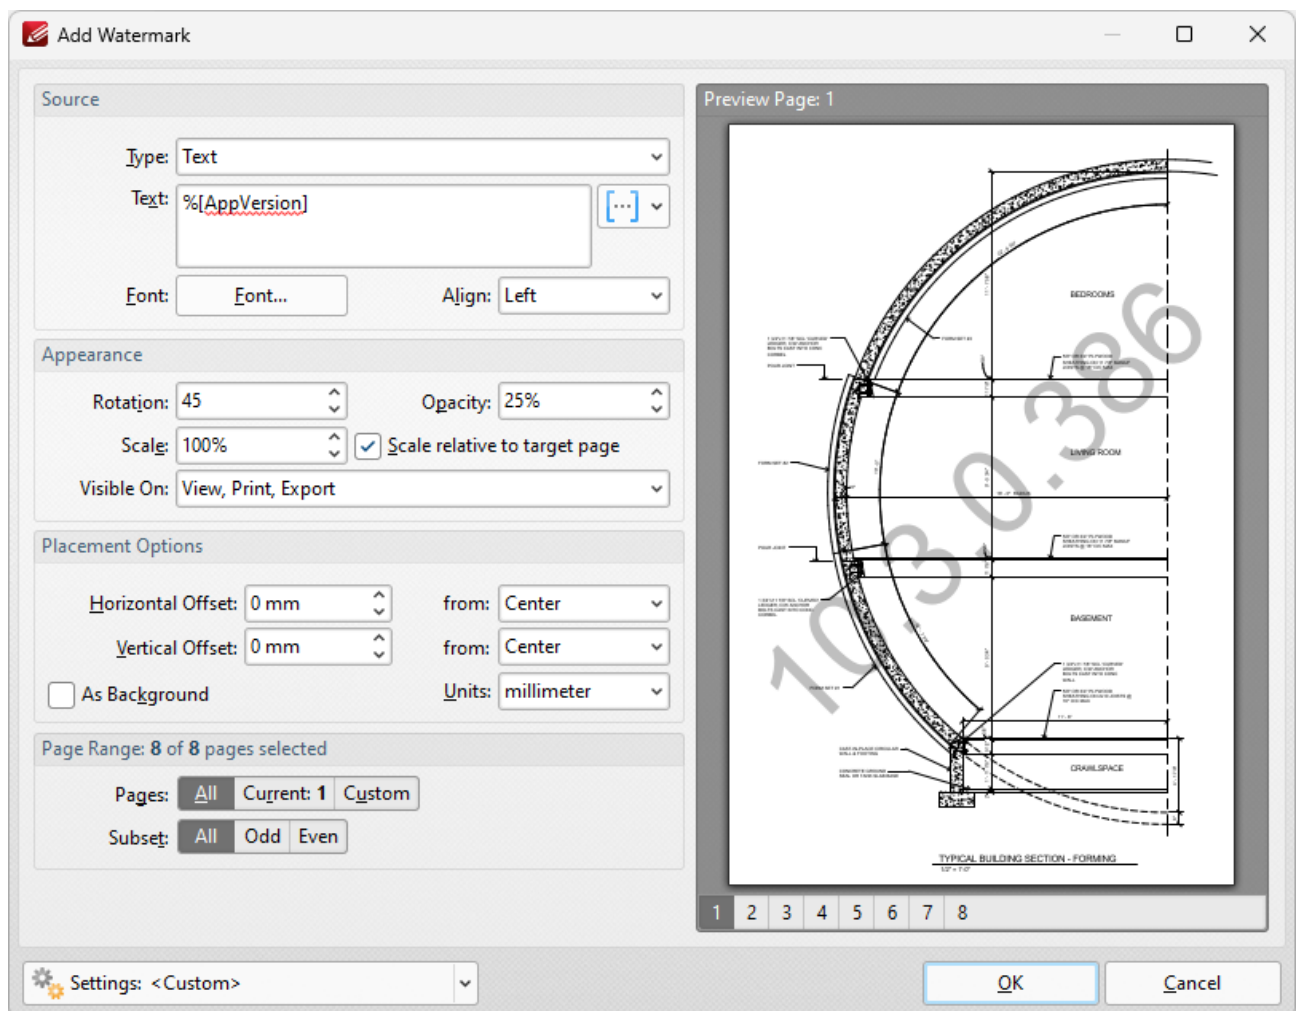 Add Watermark
Source
Type: Text
Text: %[AppVersion]
Font: Font... Align: Left
Appearance
Rotation: 45 Opacity: 25%
Scale: 100% Scale relative to target page
Visible On: View, Print, Export
Placement Options
Horizontal Offset: 0 mm from: Center
Vertical Offset: 0 mm from: Center
As Background Units: millimeter
Page Range: 8 of 8 pages selected
Pages: All Current: 1 Custom
Subset: All Odd Even
Preview Page: 1
BEDROOMS
LIVING ROOM
BASEMENT
CRAWLSPACE
10.3.0.386
TYPICAL BUILDING SECTION - FORMING
1/2" = 1'-0"
1 2 3 4 5 6 7 8
Settings: <Custom>
OK Cancel